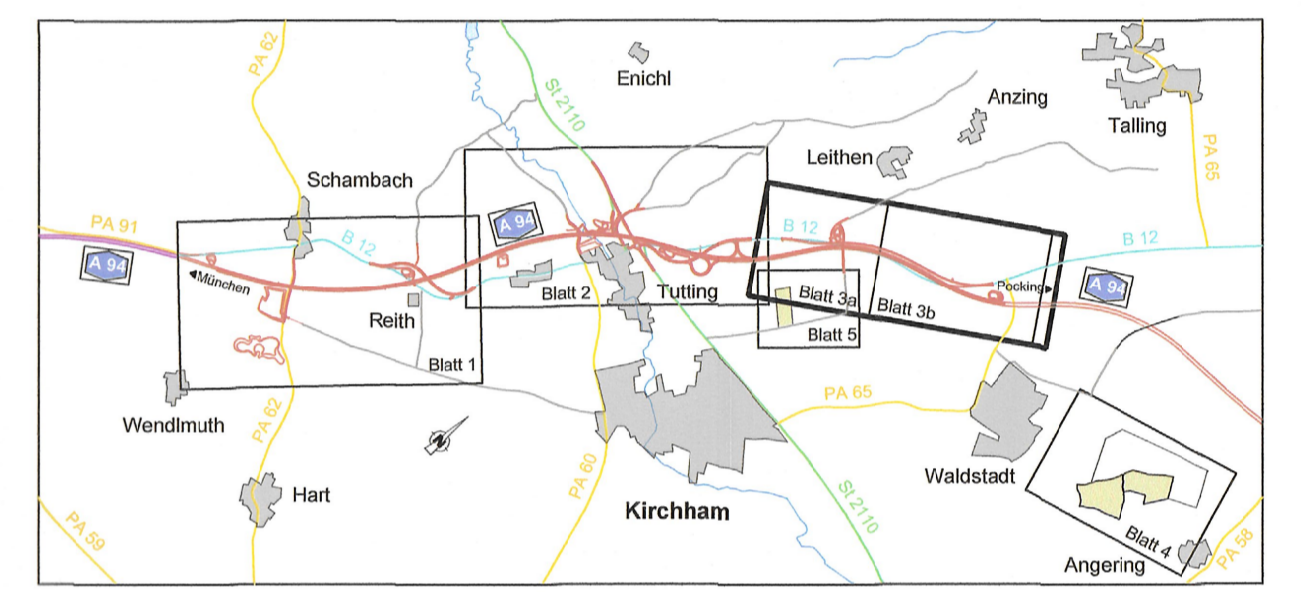 PA 62
Enichl
St 2110
Anzing
Talling
Leithen
PA 65
Schambach
PA 91
A 94
B 12
A 94
B 12
A 94
München
Pocking
Blatt 2
Tutting
Blatt 3a
Blatt 3b
Reith
Blatt 5
Blatt 1
PA 65
Wendlmuth
PA 62
N
Waldstadt
PA 60
Hart
St 2110
Kirchham
PA 59
Blatt 4
PA 58
Angering